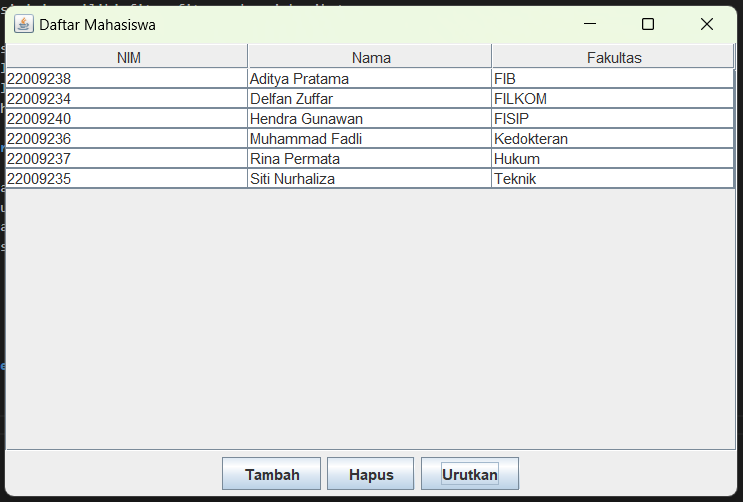 Daftar Mahasiswa
NIM Nama Fakultas
22009238 Aditya Pratama FIB
22009234 Delfan Zuffar FILKOM
22009240 Hendra Gunawan FISIP
22009236 Muhammad Fadli Kedokteran
22009237 Rina Permata Hukum
22009235 Siti Nurhaliza Teknik
Tambah Hapus Urutkan